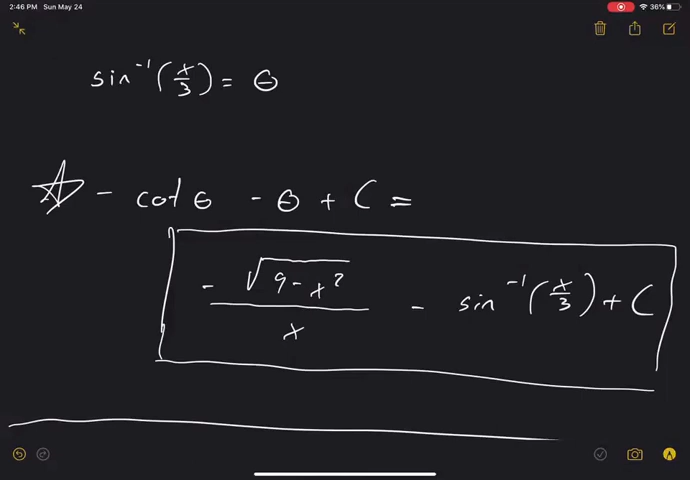 2:46 PM Sun May 24 36%
sin⁻¹(x/3) = θ
☆ - cot θ - θ + C =
- √(9 - x²)/x - sin⁻¹(x/3) + C